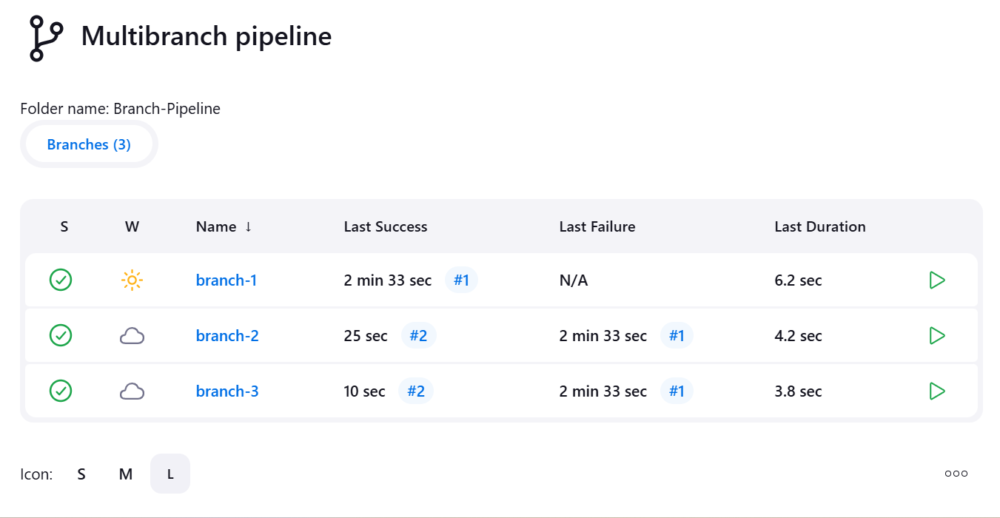 Multibranch pipeline
Folder name: Branch-Pipeline
Branches (3)
S W Name ↓ Last Success Last Failure Last Duration
branch-1 2 min 33 sec #1 N/A 6.2 sec
branch-2 25 sec #2 2 min 33 sec #1 4.2 sec
branch-3 10 sec #2 2 min 33 sec #1 3.8 sec
Icon: S M L